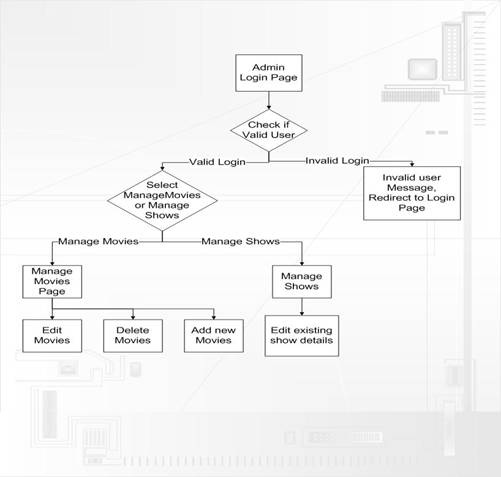 Admin
Login Page
Check if
Valid User
Valid Login
Invalid Login
Select
ManageMovies
or Manage
Shows
Invalid user
Message,
Redirect to Login
Page
Manage Movies
Manage Shows
Manage
Movies
Page
Manage
Shows
Edit
Movies
Delete
Movies
Add new
Movies
Edit existing
show details